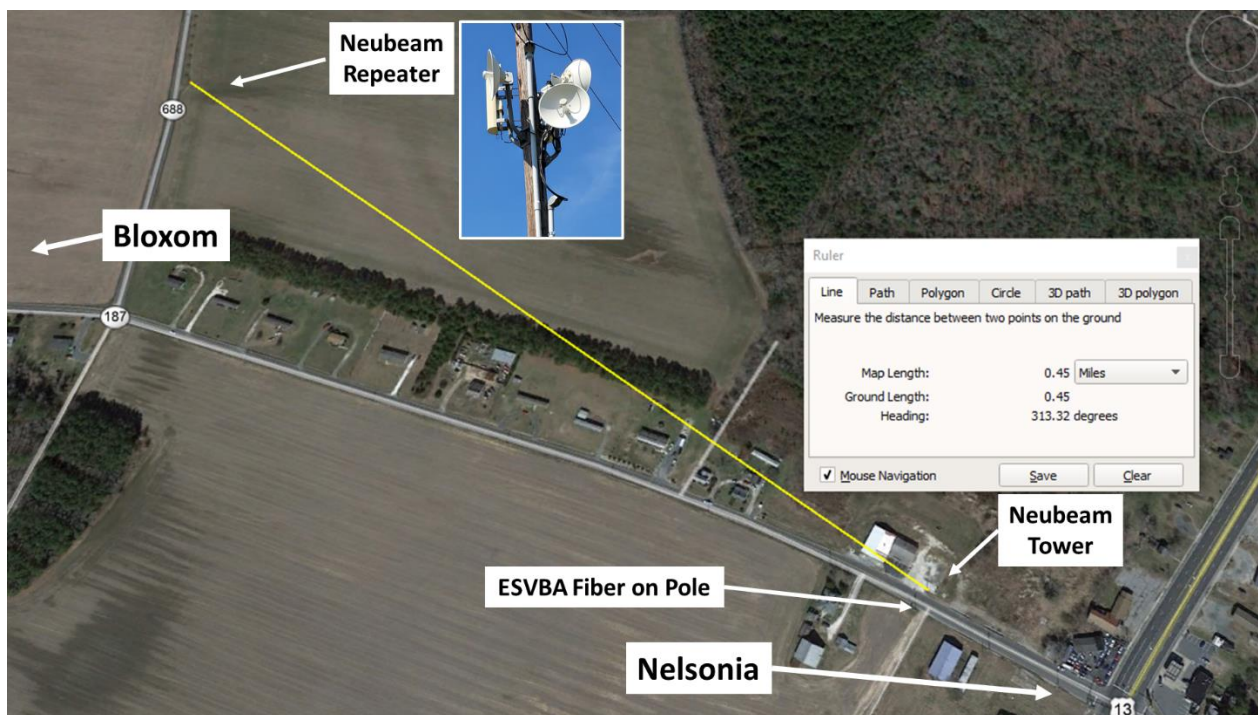 Neubeam
Repeater
688
Bloxom
187
Ruler
Line Path Polygon Circle 3D path 3D polygon
Measure the distance between two points on the ground
Map Length: 0.45 Miles
Ground Length: 0.45
Heading: 313.32 degrees
Mouse Navigation Save Clear
Neubeam
Tower
ESVBA Fiber on Pole
Nelsonia
13